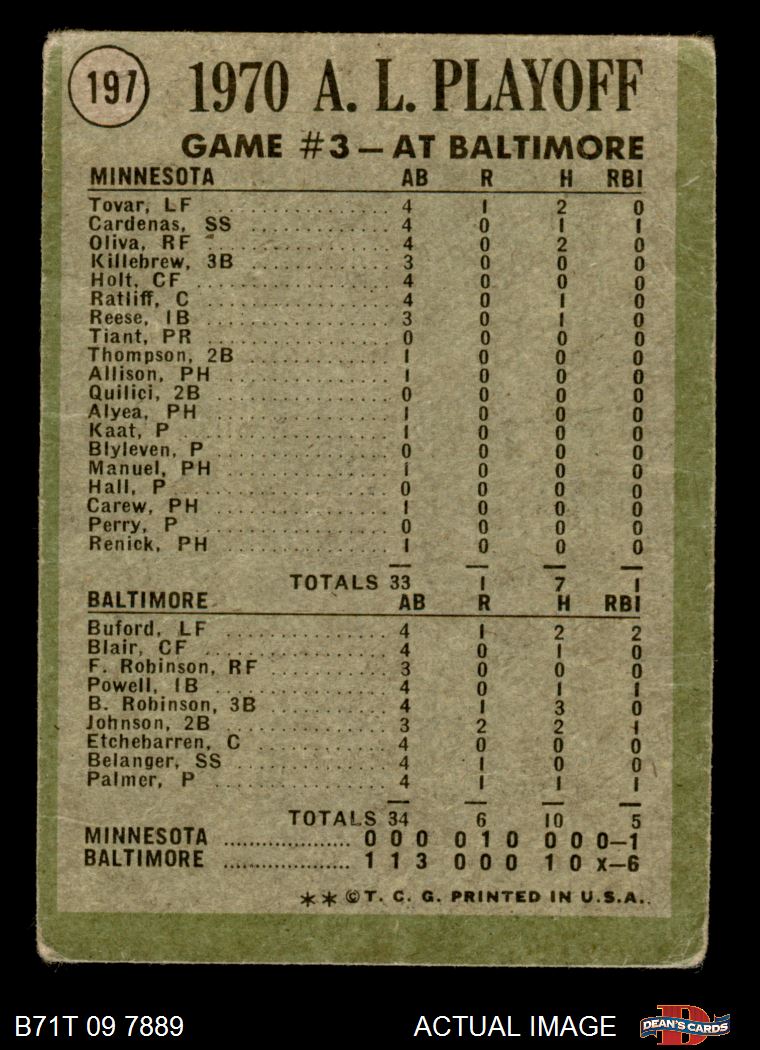 197 1970 A. L. PLAYOFF
GAME #3 – AT BALTIMORE
MINNESOTA AB R H RBI
Tovar, LF 4 1 2 0
Cardenas, SS 4 0 1 1
Oliva, RF 4 0 2 0
Killebrew, 3B 3 0 0 0
Holt, CF 4 0 0 0
Ratliff, C 4 0 1 0
Reese, 1B 3 0 1 0
Tiant, PR 0 0 0 0
Thompson, 2B 1 0 0 0
Allison, PH 1 0 0 0
Quilici, 2B 0 0 0 0
Alyea, PH 1 0 0 0
Kaat, P 1 0 0 0
Blyleven, P 0 0 0 0
Manuel, PH 1 0 0 0
Hall, P 0 0 0 0
Carew, PH 1 0 0 0
Perry, P 0 0 0 0
Renick, PH 1 0 0 0
TOTALS 33 1 7 1
BALTIMORE AB R H RBI
Buford, LF 4 1 2 2
Blair, CF 4 0 1 0
F. Robinson, RF 3 0 0 0
Powell, 1B 4 0 1 1
B. Robinson, 3B 4 1 3 0
Johnson, 2B 3 2 2 1
Etchebarren, C 4 0 0 0
Belanger, SS 4 1 0 0
Palmer, P 4 1 1 1
TOTALS 34 6 10 5
MINNESOTA 0 0 0 0 1 0 0 0 0–1
BALTIMORE 1 1 3 0 0 0 1 0 x–6
** © T. C. G. PRINTED IN U.S.A.
B71T 09 7889 ACTUAL IMAGE D DEAN'S CARDS